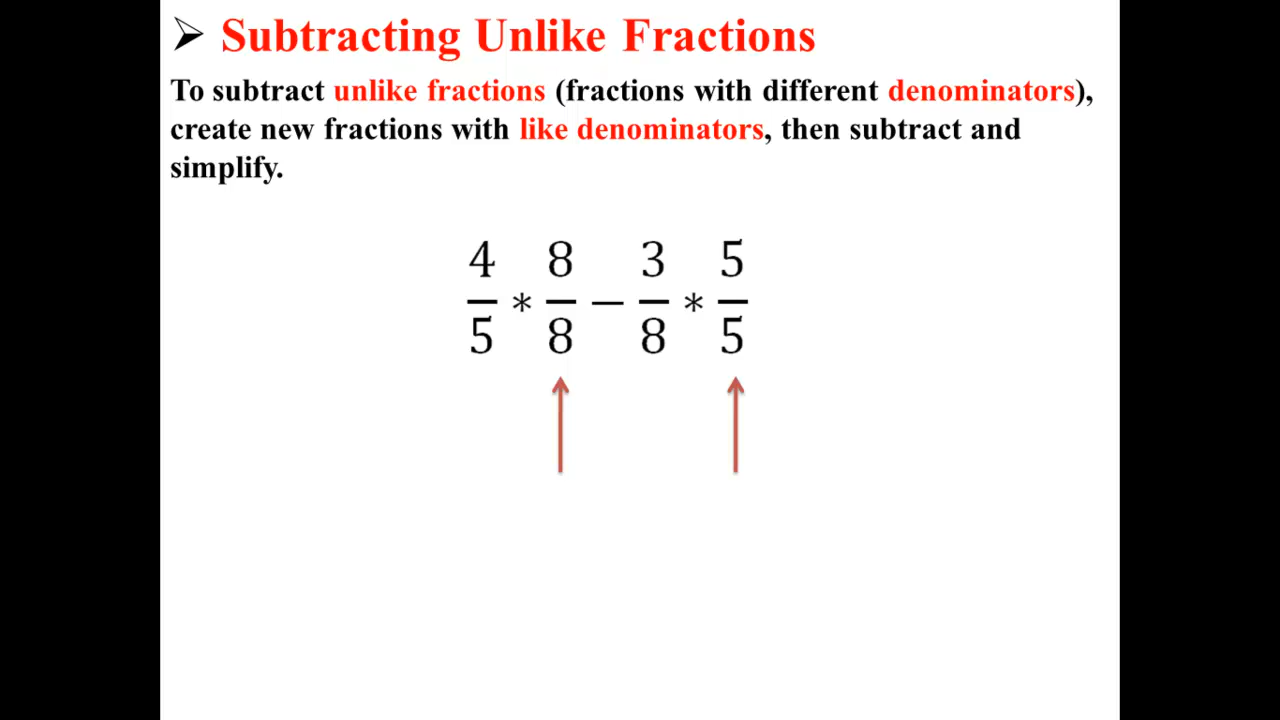 ➢ Subtracting Unlike Fractions
To subtract unlike fractions (fractions with different denominators),
create new fractions with like denominators, then subtract and
simplify.
4/5 * 8/8 − 3/8 * 5/5